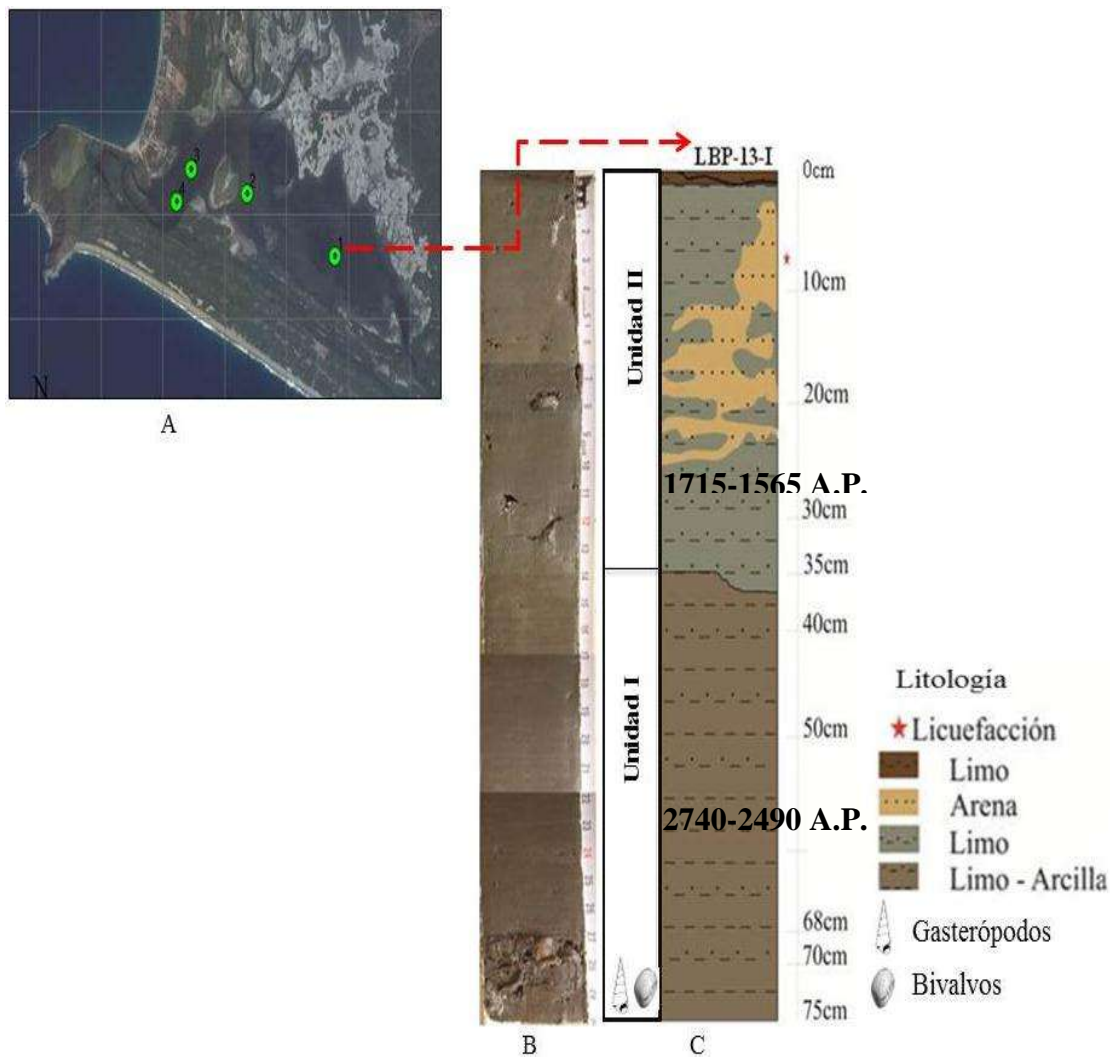 3
4
2
1
N
A
LBP-13-I
0cm
Unidad II
10cm
20cm
1715-1565 A.P.
30cm
35cm
40cm
Unidad I
50cm
2740-2490 A.P.
68cm
70cm
75cm
B
C
Litología
Licuefacción
Limo
Arena
Limo
Limo - Arcilla
Gasterópodos
Bivalvos